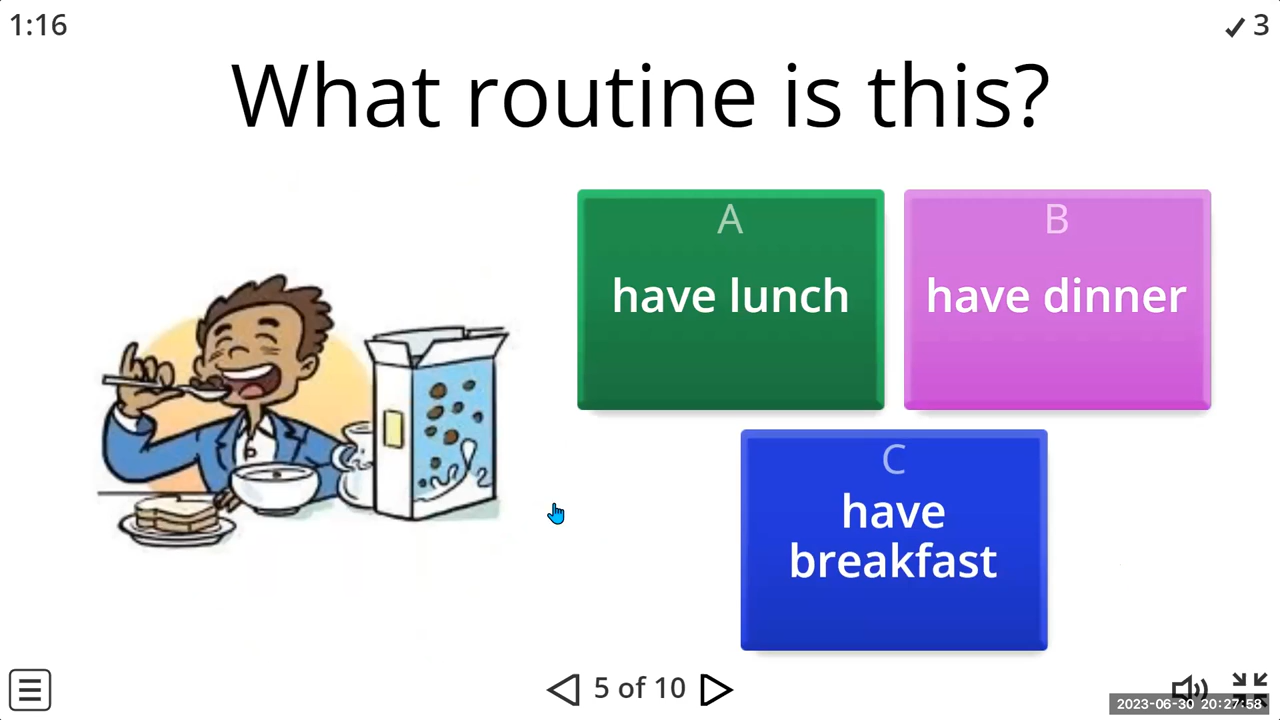 1:16
3
What routine is this?
A
have lunch
B
have dinner
C
have
breakfast
5 of 10
2023-06-30 20:27:58